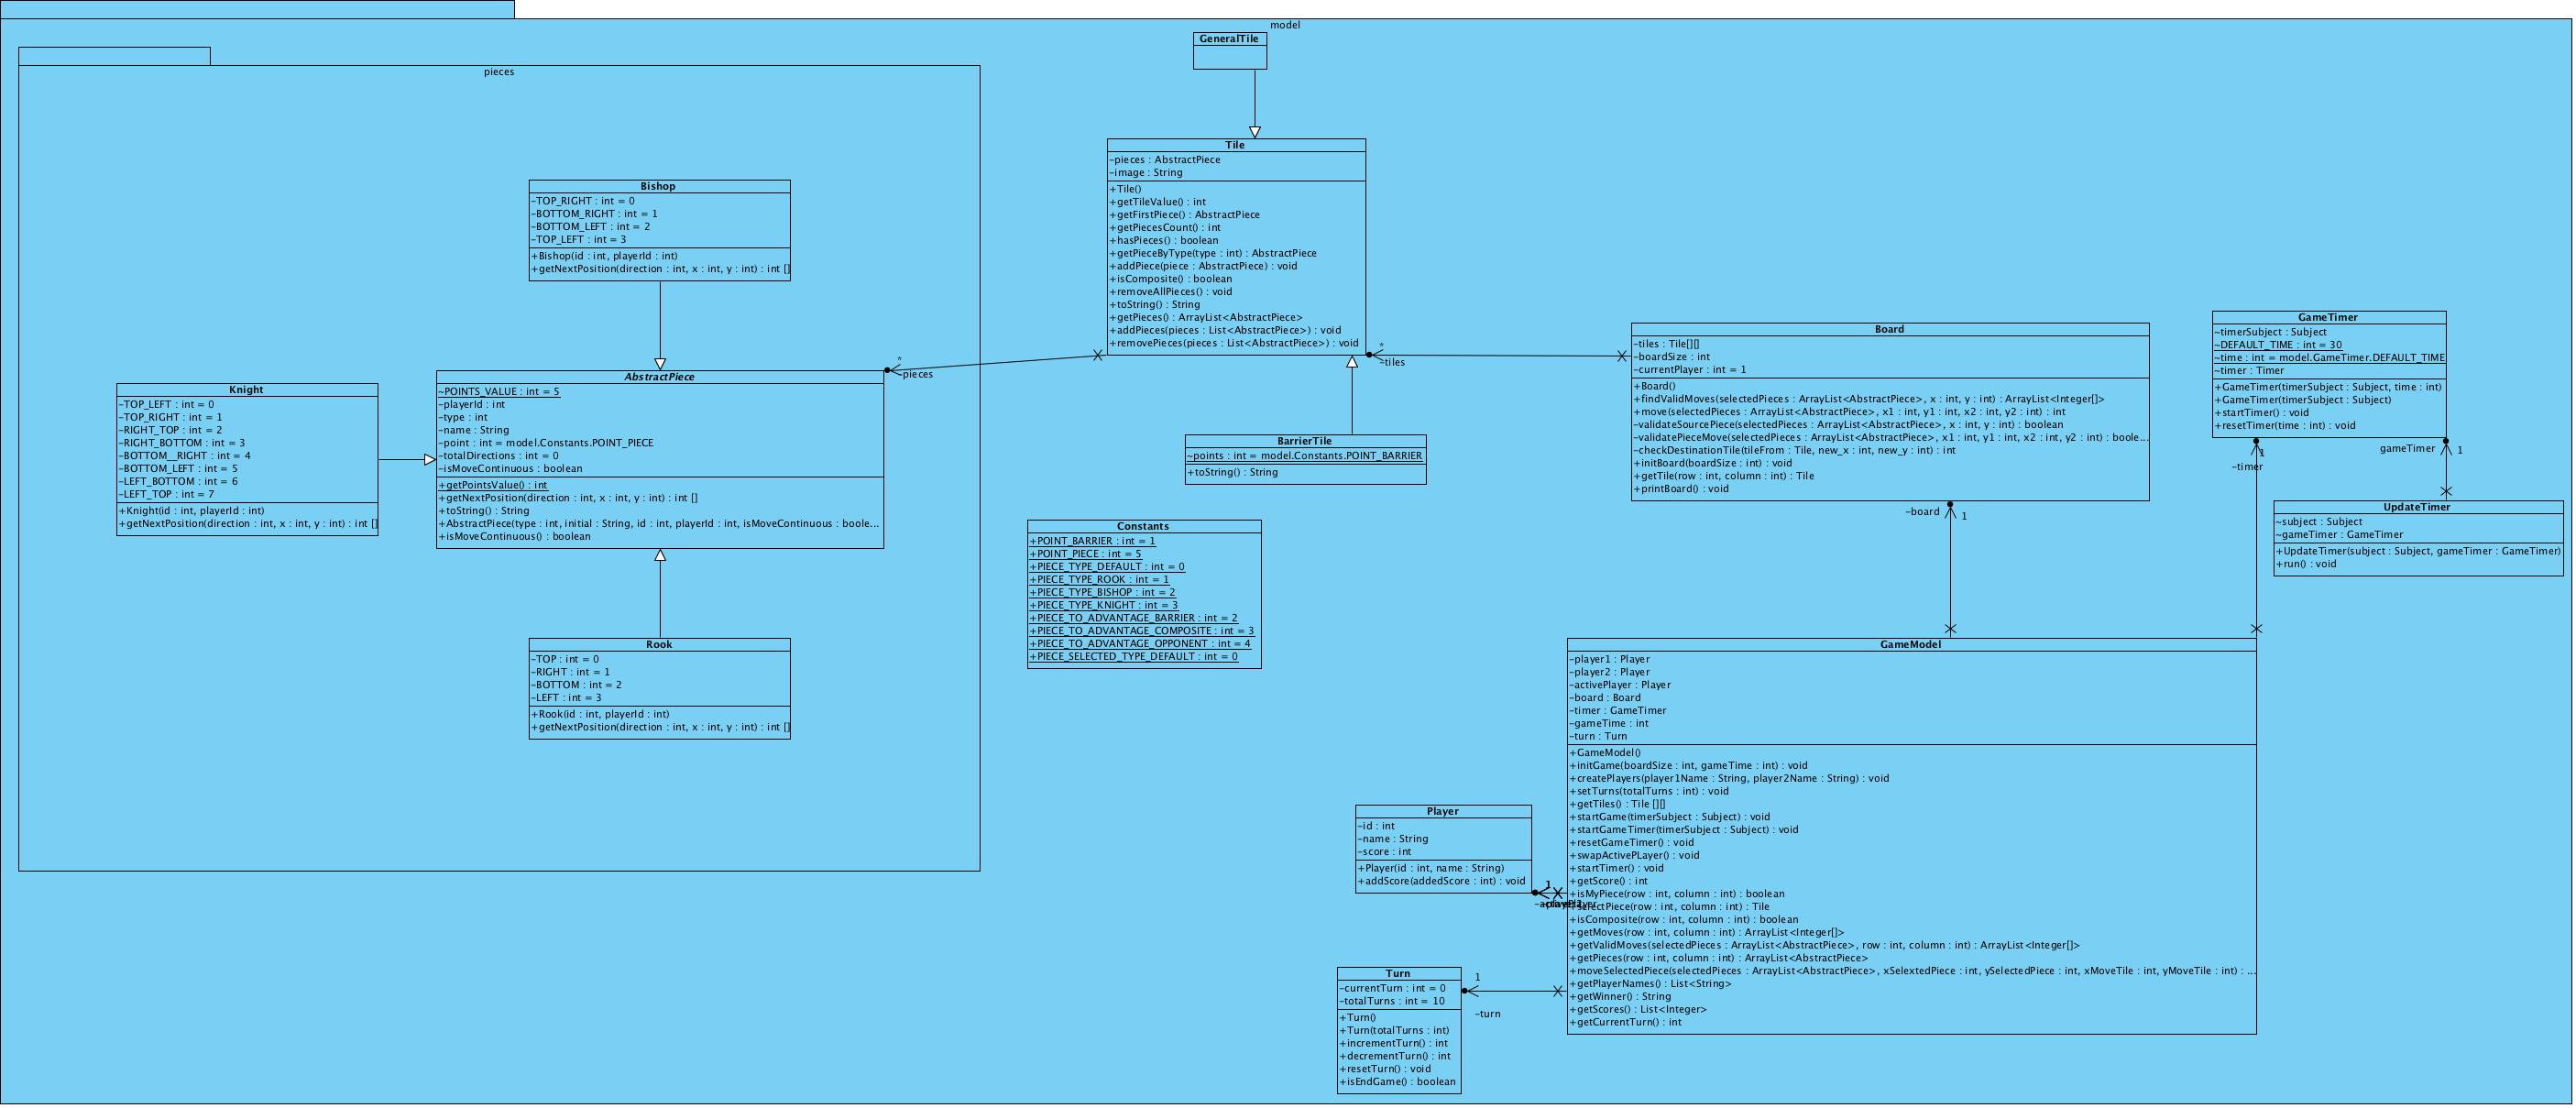 model
pieces
GeneralTile
Tile
-pieces : AbstractPiece
-image : String
+Tile()
+getTileValue() : int
+getFirstPiece() : AbstractPiece
+getPiecesCount() : int
+hasPieces() : boolean
+getPieceByType(type : int) : AbstractPiece
+addPiece(piece : AbstractPiece) : void
+isComposite() : boolean
+removeAllPieces() : void
+toString() : String
+getPieces() : ArrayList<AbstractPiece>
+addPieces(pieces : List<AbstractPiece>) : void
+removePieces(pieces : List<AbstractPiece>) : void
Bishop
-TOP_RIGHT : int = 0
-BOTTOM_RIGHT : int = 1
-BOTTOM_LEFT : int = 2
-TOP_LEFT : int = 3
+Bishop(id : int, playerId : int)
+getNextPosition(direction : int, x : int, y : int) : int []
*
-pieces
*
-tiles
Knight
-TOP_LEFT : int = 0
-TOP_RIGHT : int = 1
-RIGHT_TOP : int = 2
-RIGHT_BOTTOM : int = 3
-BOTTOM__RIGHT : int = 4
-BOTTOM_LEFT : int = 5
-LEFT_BOTTOM : int = 6
-LEFT_TOP : int = 7
+Knight(id : int, playerId : int)
+getNextPosition(direction : int, x : int, y : int) : int []
AbstractPiece
~POINTS_VALUE : int = 5
-playerId : int
-type : int
-name : String
-point : int = model.Constants.POINT_PIECE
-totalDirections : int = 0
-isMoveContinuous : boolean
+getPointsValue() : int
+getNextPosition(direction : int, x : int, y : int) : int []
+toString() : String
+AbstractPiece(type : int, initial : String, id : int, playerId : int, isMoveContinuous : boole...
+isMoveContinuous() : boolean
Rook
-TOP : int = 0
-RIGHT : int = 1
-BOTTOM : int = 2
-LEFT : int = 3
+Rook(id : int, playerId : int)
+getNextPosition(direction : int, x : int, y : int) : int []
BarrierTile
~points : int = model.Constants.POINT_BARRIER
+toString() : String
Constants
+POINT_BARRIER : int = 1
+POINT_PIECE : int = 5
+PIECE_TYPE_DEFAULT : int = 0
+PIECE_TYPE_ROOK : int = 1
+PIECE_TYPE_BISHOP : int = 2
+PIECE_TYPE_KNIGHT : int = 3
+PIECE_TO_ADVANTAGE_BARRIER : int = 2
+PIECE_TO_ADVANTAGE_COMPOSITE : int = 3
+PIECE_TO_ADVANTAGE_OPPONENT : int = 4
+PIECE_SELECTED_TYPE_DEFAULT : int = 0
Board
-tiles : Tile[][]
-boardSize : int
-currentPlayer : int = 1
+Board()
+findValidMoves(selectedPieces : ArrayList<AbstractPiece>, x : int, y : int) : ArrayList<Integer[]>
+move(selectedPieces : ArrayList<AbstractPiece>, x1 : int, y1 : int, x2 : int, y2 : int) : int
-validateSourcePiece(selectedPieces : ArrayList<AbstractPiece>, x : int, y : int) : boolean
-validatePieceMove(selectedPieces : ArrayList<AbstractPiece>, x1 : int, y1 : int, x2 : int, y2 : int) : boole...
-checkDestinationTile(tileFrom : Tile, new_x : int, new_y : int) : int
+initBoard(boardSize : int) : void
+getTile(row : int, column : int) : Tile
+printBoard() : void
GameTimer
~timerSubject : Subject
~DEFAULT_TIME : int = 30
~time : int = model.GameTimer.DEFAULT_TIME
~timer : Timer
+GameTimer(timerSubject : Subject, time : int)
+GameTimer(timerSubject : Subject)
+startTimer() : void
+resetTimer(time : int) : void
1
-timer
gameTimer
1
UpdateTimer
~subject : Subject
~gameTimer : GameTimer
+UpdateTimer(subject : Subject, gameTimer : GameTimer)
+run() : void
-board
1
GameModel
-player1 : Player
-player2 : Player
-activePlayer : Player
-board : Board
-timer : GameTimer
-gameTime : int
-turn : Turn
+GameModel()
+initGame(boardSize : int, gameTime : int) : void
+createPlayers(player1Name : String, player2Name : String) : void
+setTurns(totalTurns : int) : void
+getTiles() : Tile [][]
+startGame(timerSubject : Subject) : void
+startGameTimer(timerSubject : Subject) : void
+resetGameTimer() : void
+swapActivePLayer() : void
+startTimer() : void
+getScore() : int
+isMyPiece(row : int, column : int) : boolean
+selectPiece(row : int, column : int) : Tile
+isComposite(row : int, column : int) : boolean
+getMoves(row : int, column : int) : ArrayList<Integer[]>
+getValidMoves(selectedPieces : ArrayList<AbstractPiece>, row : int, column : int) : ArrayList<Integer[]>
+getPieces(row : int, column : int) : ArrayList<AbstractPiece>
+moveSelectedPiece(selectedPieces : ArrayList<AbstractPiece>, xSelextedPiece : int, ySelectedPiece : int, xMoveTile : int, yMoveTile : int) : ...
+getPlayerNames() : List<String>
+getWinner() : String
+getScores() : List<Integer>
+getCurrentTurn() : int
Player
-id : int
-name : String
-score : int
+Player(id : int, name : String)
+addScore(addedScore : int) : void
1
Turn
-currentTurn : int = 0
-totalTurns : int = 10
+Turn()
+Turn(totalTurns : int)
+incrementTurn() : int
+decrementTurn() : int
+resetTurn() : void
+isEndGame() : boolean
1
-turn